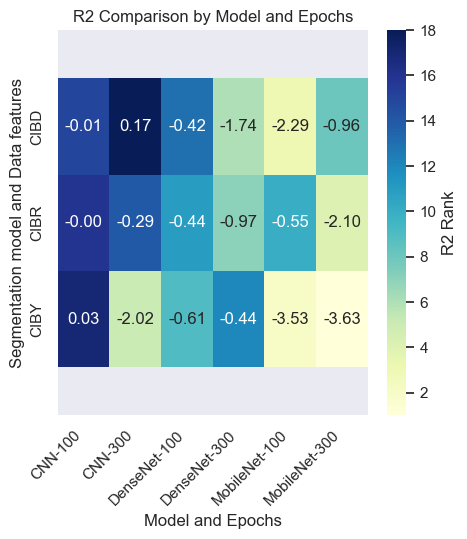 R2 Comparison by Model and Epochs
Segmentation model and Data features
CIBD
-0.01 0.17 -0.42 -1.74 -2.29 -0.96
CIBR
-0.00 -0.29 -0.44 -0.97 -0.55 -2.10
CIBY
0.03 -2.02 -0.61 -0.44 -3.53 -3.63
CNN-100
CNN-300
DenseNet-100
DenseNet-300
MobileNet-100
MobileNet-300
Model and Epochs
18
16
14
12
10
8
6
4
2
R2 Rank